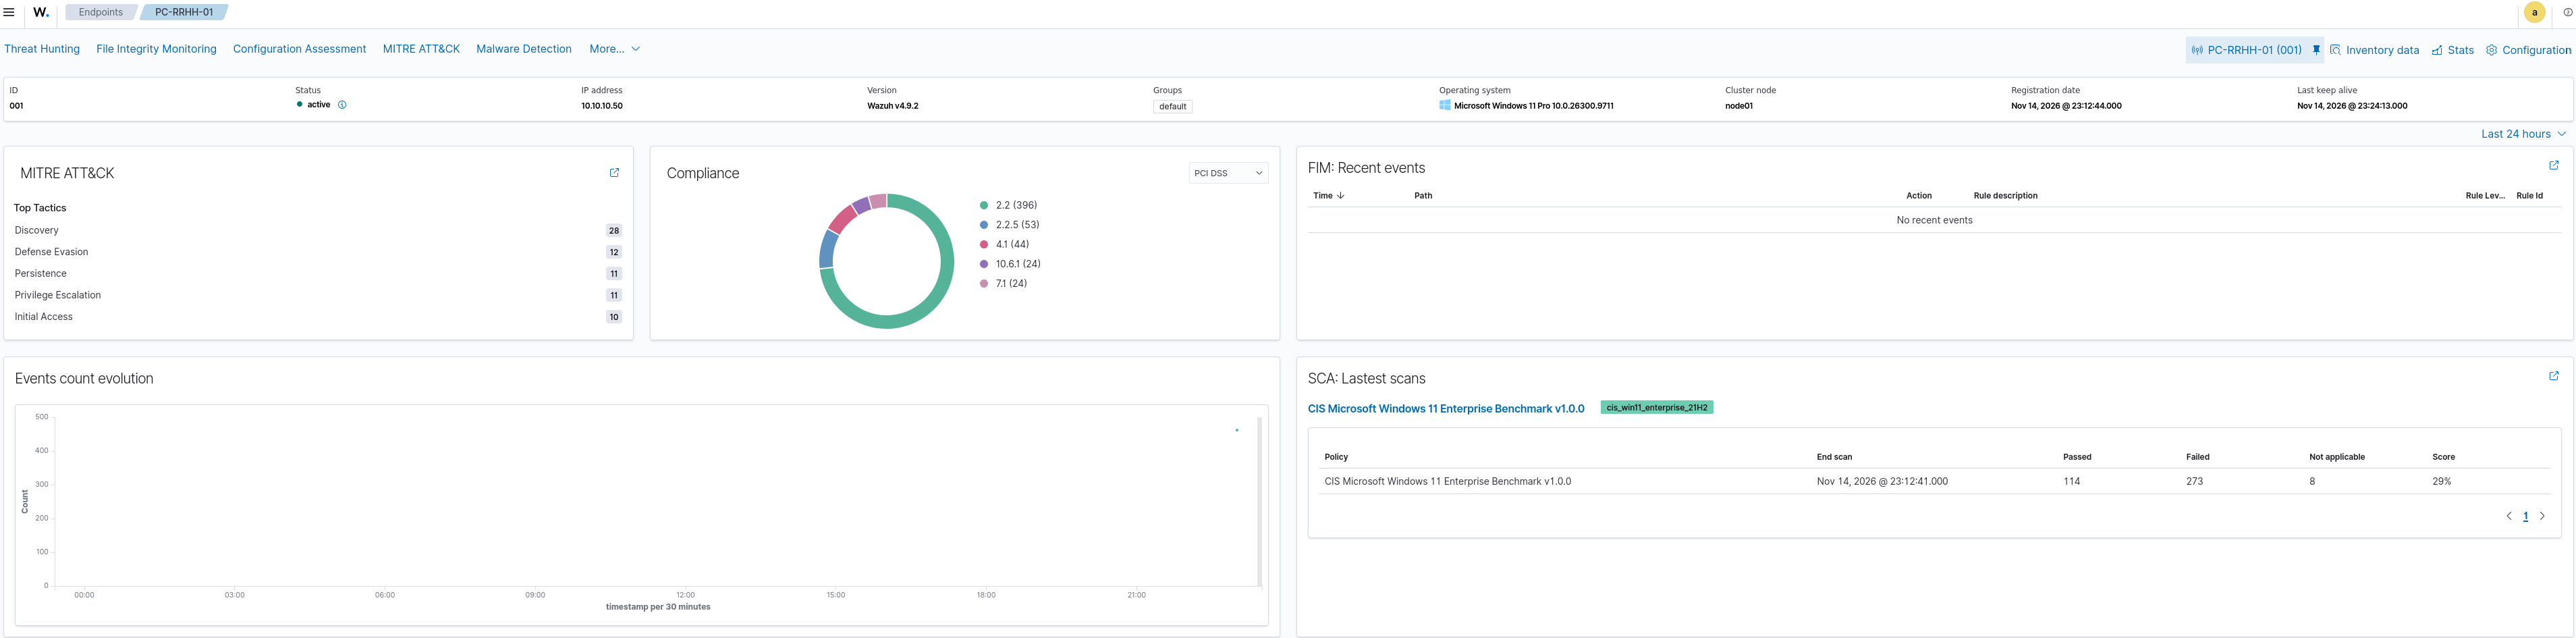 W. Endpoints PC-RRHH-01 a
Threat Hunting File Integrity Monitoring Configuration Assessment MITRE ATT&CK Malware Detection More... PC-RRHH-01 (001) Inventory data Stats Configuration
ID Status IP address Version Groups Operating system Cluster node Registration date Last keep alive
001 active 10.10.10.50 Wazuh v4.9.2 default Microsoft Windows 11 Pro 10.0.26300.9711 node01 Nov 14, 2026 @ 23:12:44.000 Nov 14, 2026 @ 23:24:13.000
Last 24 hours
MITRE ATT&CK
Top Tactics
Discovery 28
Defense Evasion 12
Persistence 11
Privilege Escalation 11
Initial Access 10
Compliance PCI DSS
2.2 (396)
2.2.5 (53)
4.1 (44)
10.6.1 (24)
7.1 (24)
FIM: Recent events
Time Path Action Rule description Rule Lev... Rule Id
No recent events
Events count evolution
500
400
300
200
100
0
Count
00:00 03:00 06:00 09:00 12:00 15:00 18:00 21:00
timestamp per 30 minutes
SCA: Lastest scans
CIS Microsoft Windows 11 Enterprise Benchmark v1.0.0 cis_win11_enterprise_21H2
Policy End scan Passed Failed Not applicable Score
CIS Microsoft Windows 11 Enterprise Benchmark v1.0.0 Nov 14, 2026 @ 23:12:41.000 114 273 8 29%
1